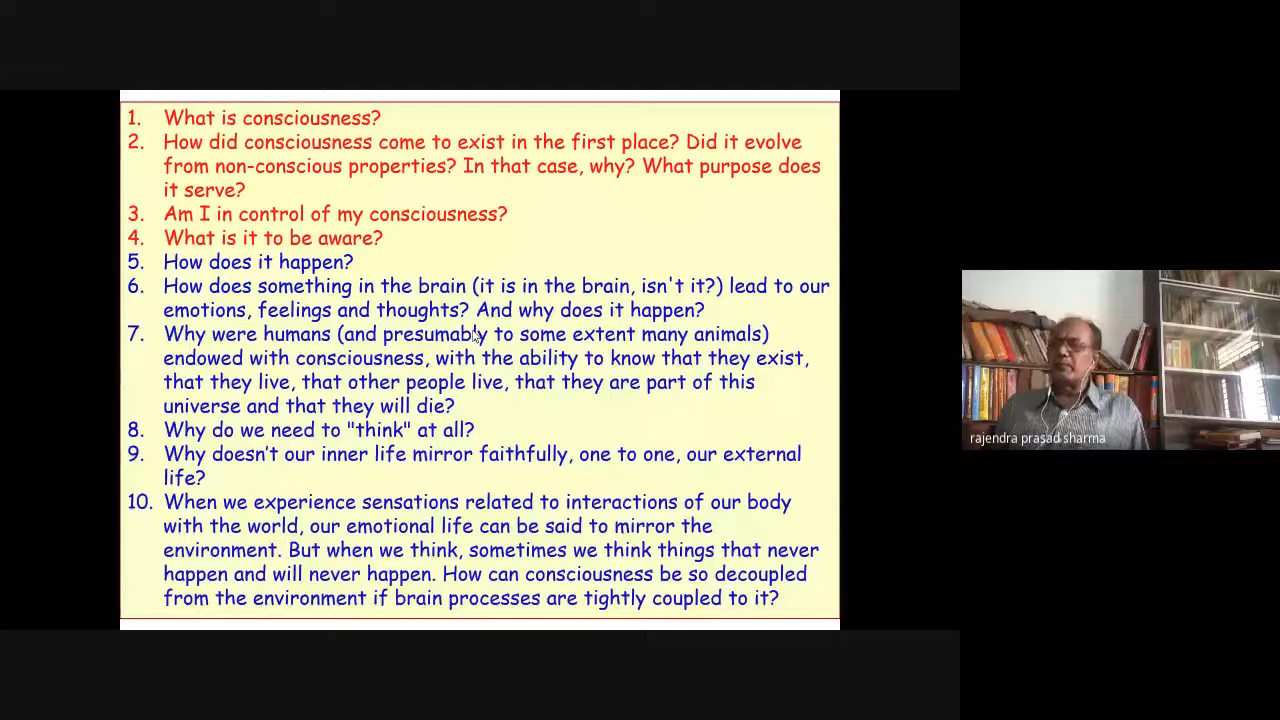 1. What is consciousness?
2. How did consciousness come to exist in the first place? Did it evolve
from non-conscious properties? In that case, why? What purpose does
it serve?
3. Am I in control of my consciousness?
4. What is it to be aware?
5. How does it happen?
6. How does something in the brain (it is in the brain, isn't it?) lead to our
emotions, feelings and thoughts? And why does it happen?
7. Why were humans (and presumably to some extent many animals)
endowed with consciousness, with the ability to know that they exist,
that they live, that other people live, that they are part of this
universe and that they will die?
8. Why do we need to "think" at all?
9. Why doesn’t our inner life mirror faithfully, one to one, our external
life?
10. When we experience sensations related to interactions of our body
with the world, our emotional life can be said to mirror the
environment. But when we think, sometimes we think things that never
happen and will never happen. How can consciousness be so decoupled
from the environment if brain processes are tightly coupled to it?
rajendra prasad sharma